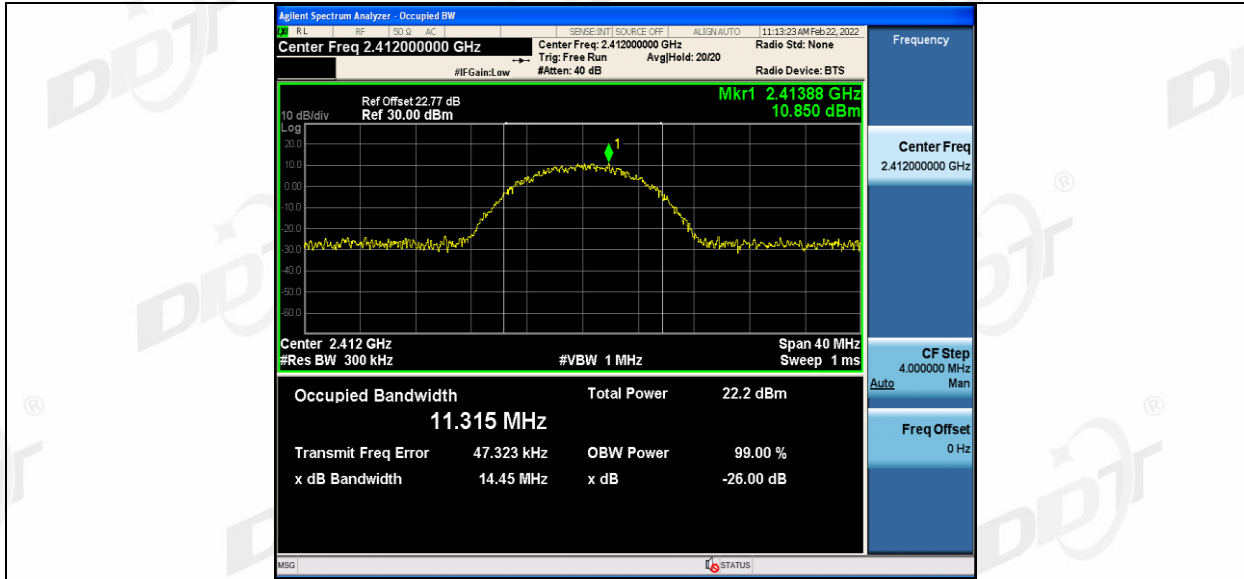 Agilent Spectrum Analyzer - Occupied BW
RL RF 50 Ω AC SENSE:INT SOURCE OFF ALIGN AUTO 11:13:23 AM Feb 22, 2022
Center Freq 2.412000000 GHz
Center Freq: 2.412000000 GHz Radio Std: None
Trig: Free Run Avg|Hold: 20/20
#IFGain:Low #Atten: 40 dB Radio Device: BTS
Frequency
Mkr1 2.41388 GHz
10.850 dBm
Ref Offset 22.77 dB
10 dB/div Ref 30.00 dBm
Log
20.0
10.0
0.00
-10.0
-20.0
-30.0
-40.0
-50.0
-60.0
1
Center Freq
2.412000000 GHz
Center 2.412 GHz Span 40 MHz
#Res BW 300 kHz #VBW 1 MHz Sweep 1 ms
CF Step
4.000000 MHz
Auto Man
Occupied Bandwidth Total Power 22.2 dBm
11.315 MHz
Freq Offset
0 Hz
Transmit Freq Error 47.323 kHz OBW Power 99.00 %
x dB Bandwidth 14.45 MHz x dB -26.00 dB
MSG STATUS
DDT
®